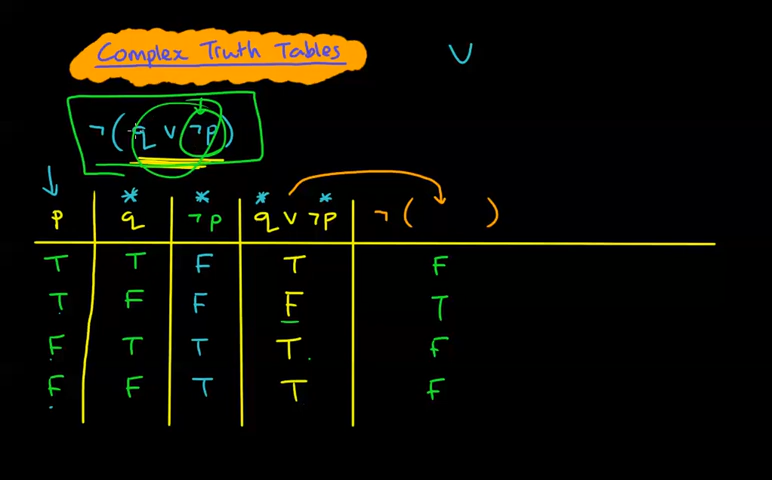 Complex Truth Tables
∨
¬(q ∨ ¬p)
* * * *
p q ¬p q ∨ ¬p ¬( )
T T F T F
T F F F T
F T T T F
F F T T F